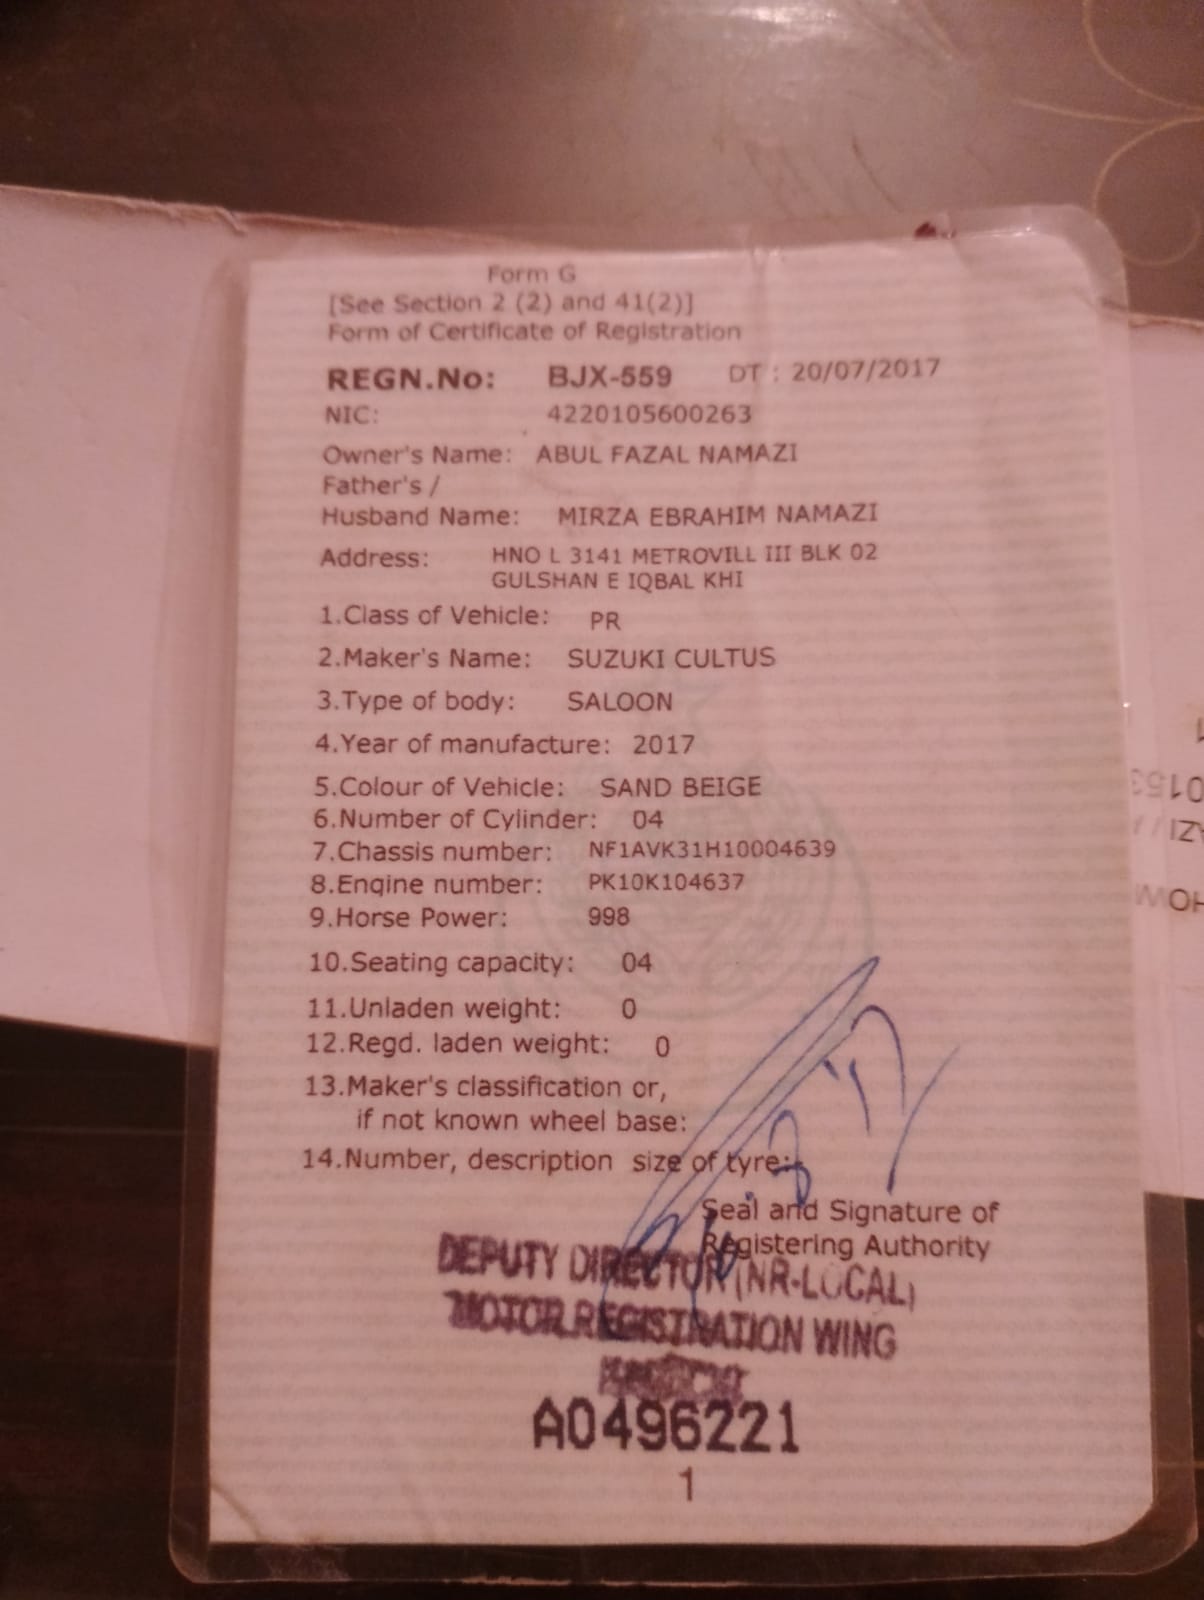 Form G
[See Section 2 (2) and 41(2)]
Form of Certificate of Registration
REGN.No: BJX-559 DT : 20/07/2017
NIC: 4220105600263
Owner's Name: ABUL FAZAL NAMAZI
Father's /
Husband Name: MIRZA EBRAHIM NAMAZI
Address: HNO L 3141 METROVILL III BLK 02
GULSHAN E IQBAL KHI
1.Class of Vehicle: PR
2.Maker's Name: SUZUKI CULTUS
3.Type of body: SALOON
4.Year of manufacture: 2017
5.Colour of Vehicle: SAND BEIGE
6.Number of Cylinder: 04
7.Chassis number: NF1AVK31H10004639
8.Engine number: PK10K104637
9.Horse Power: 998
10.Seating capacity: 04
11.Unladen weight: 0
12.Regd. laden weight: 0
13.Maker's classification or,
if not known wheel base:
14.Number, description size of tyre:
Seal and Signature of
Registering Authority
DEPUTY DIRECTOR (NR-LOCAL)
MOTOR REGISTRATION WING
A0496221
1